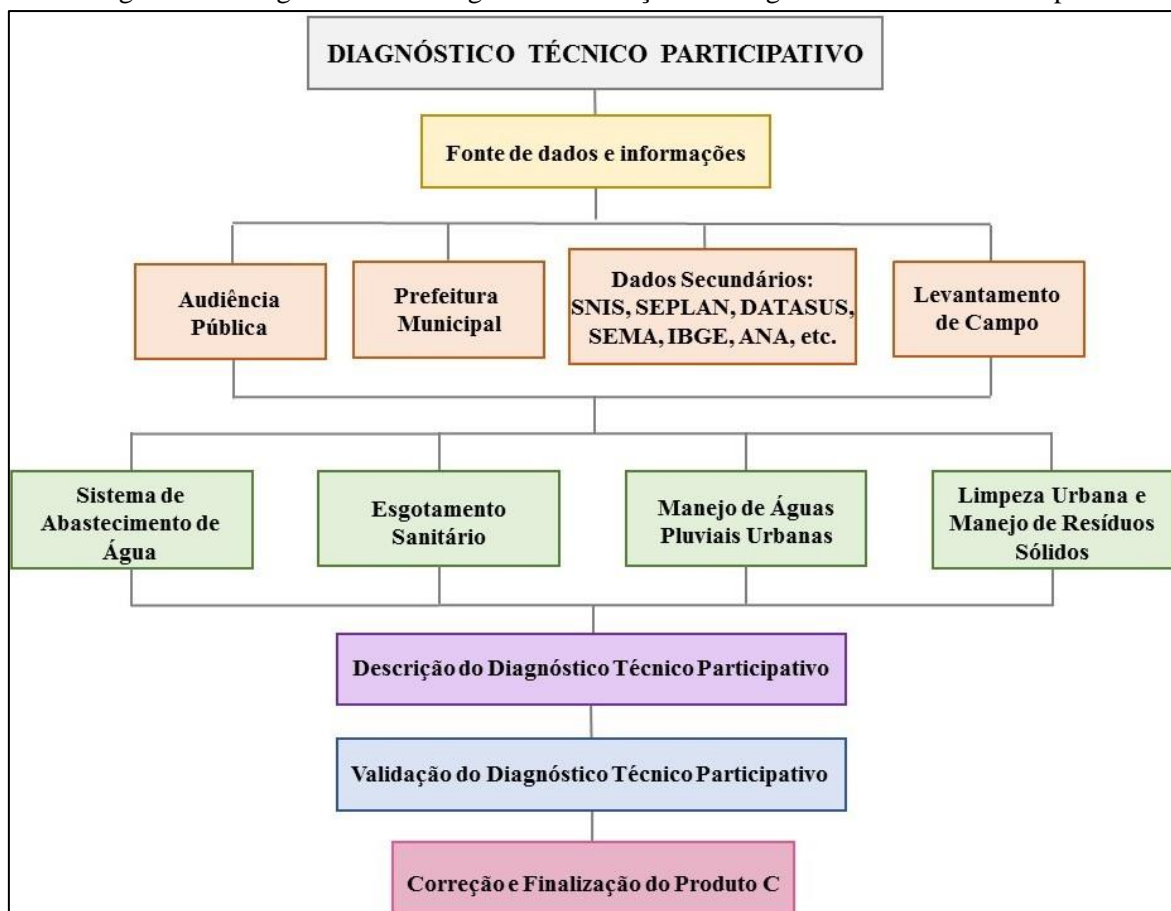 DIAGNÓSTICO TÉCNICO PARTICIPATIVO
Fonte de dados e informações
Audiência
Pública
Prefeitura
Municipal
Dados Secundários:
SNIS, SEPLAN, DATASUS,
SEMA, IBGE, ANA, etc.
Levantamento
de Campo
Sistema de
Abastecimento de
Água
Esgotamento
Sanitário
Manejo de Águas
Pluviais Urbanas
Limpeza Urbana e
Manejo de Resíduos
Sólidos
Descrição do Diagnóstico Técnico Participativo
Validação do Diagnóstico Técnico Participativo
Correção e Finalização do Produto C